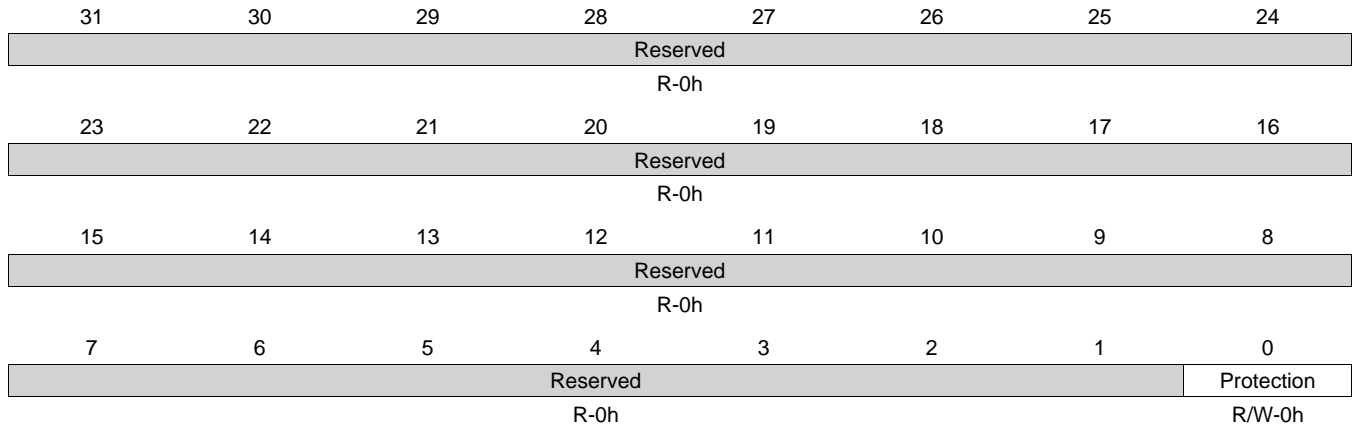 31 30 29 28 27 26 25 24
Reserved
R-0h
23 22 21 20 19 18 17 16
Reserved
R-0h
15 14 13 12 11 10 9 8
Reserved
R-0h
7 6 5 4 3 2 1 0
Reserved Protection
R-0h R/W-0h